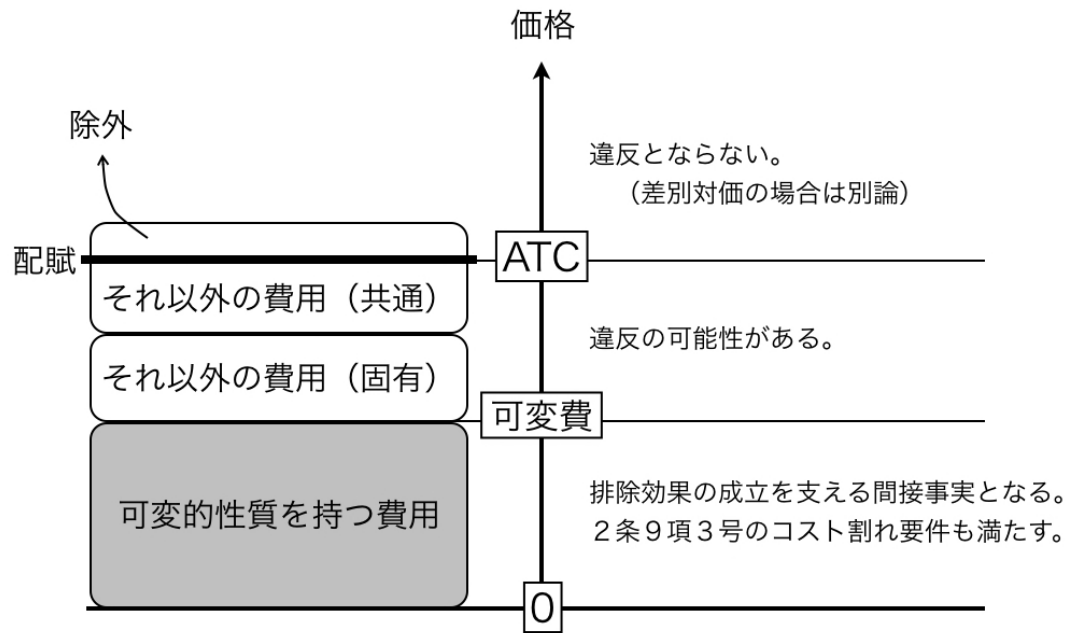 価格
除外
違反とならない。
（差別対価の場合は別論）
配賦
ATC
それ以外の費用（共通）
違反の可能性がある。
それ以外の費用（固有）
可変費
可変的性質を持つ費用
排除効果の成立を支える間接事実となる。
２条９項３号のコスト割れ要件も満たす。
0